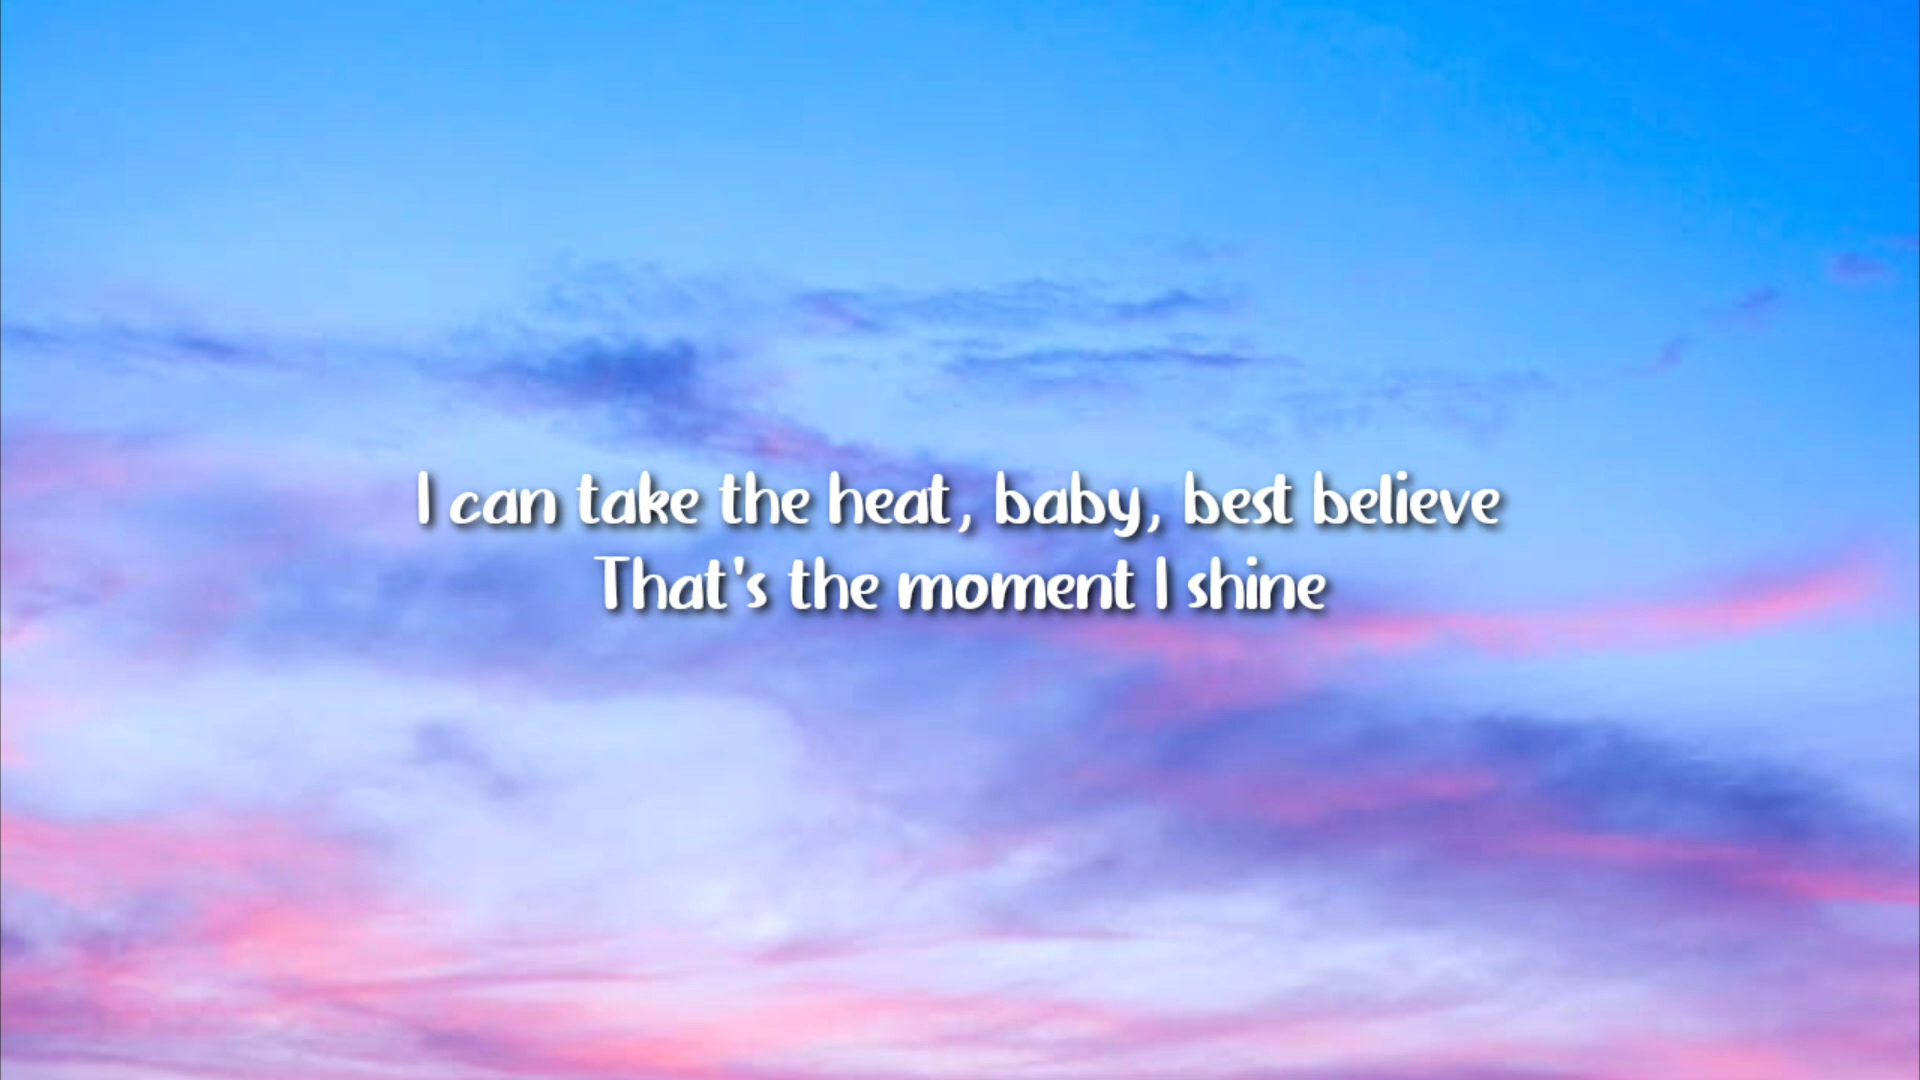 I can take the heat, baby, best believe
That's the moment I shine